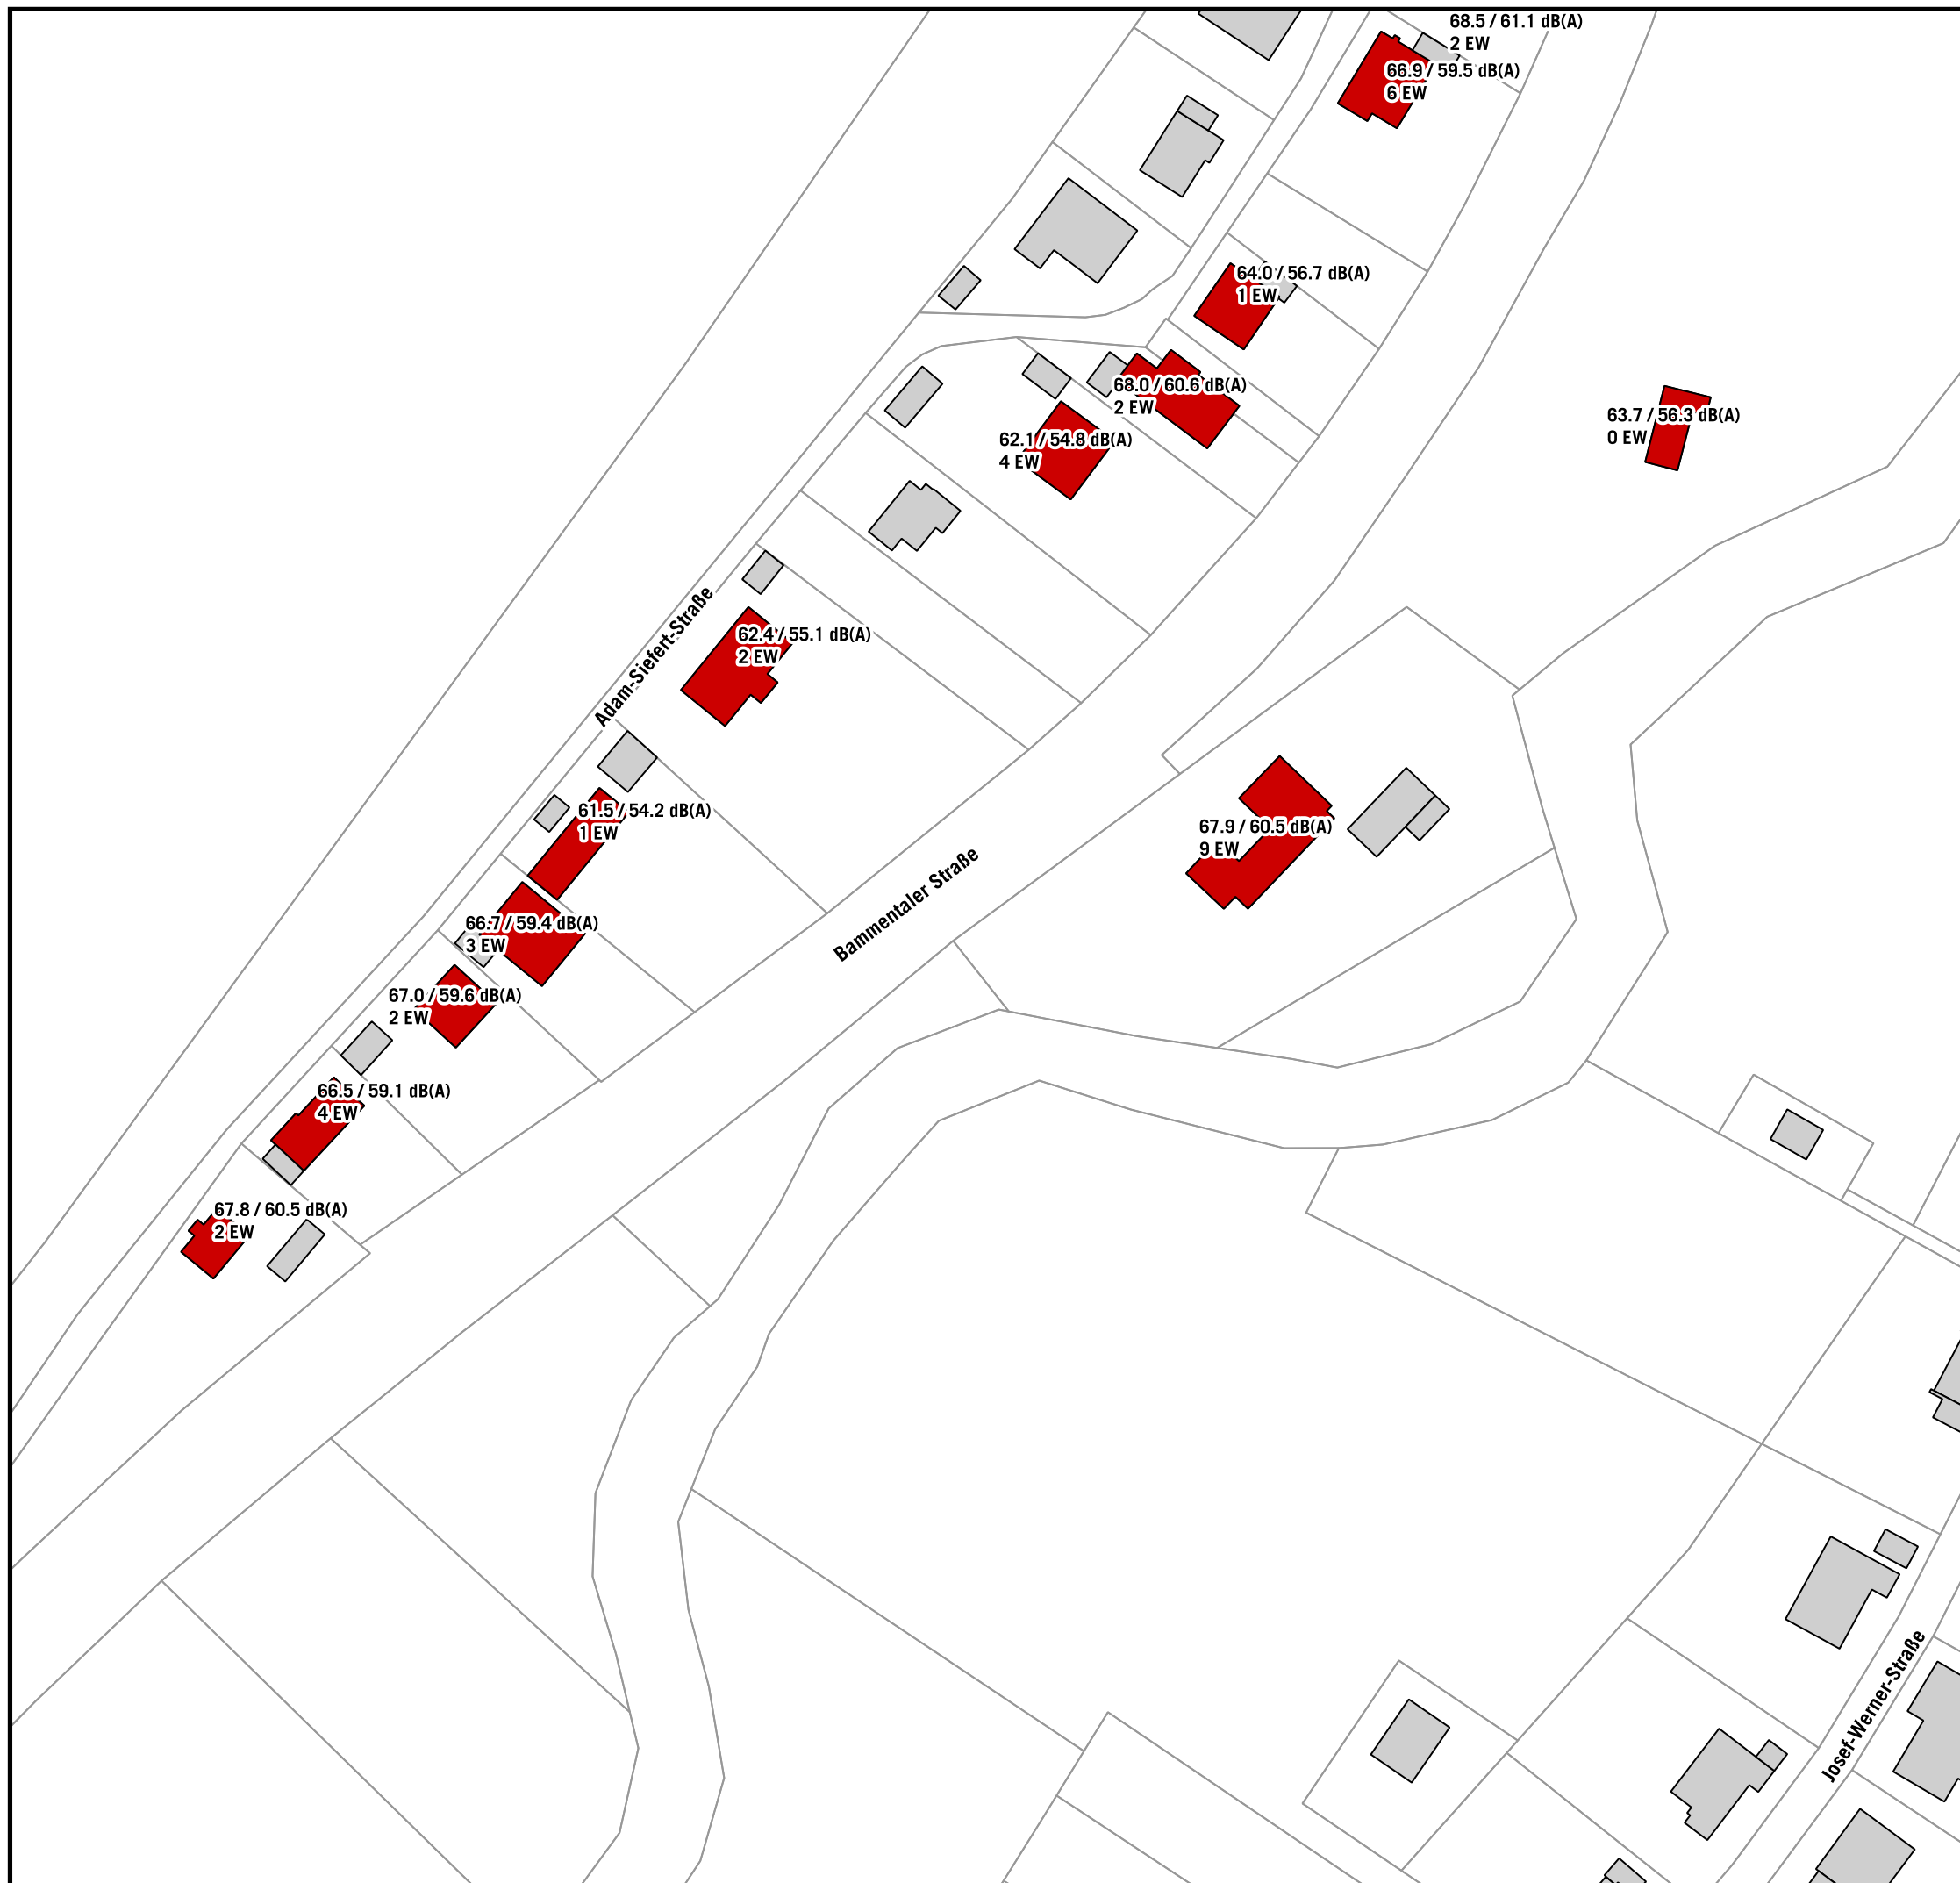 68.5 / 61.1 dB(A)
2 EW
66.9 / 59.5 dB(A)
6 EW
64.0 / 56.7 dB(A)
1 EW
68.0 / 60.6 dB(A)
2 EW
63.7 / 56.3 dB(A)
0 EW
62.1 / 54.8 dB(A)
4 EW
Adam-Siefert-Straße
62.4 / 55.1 dB(A)
2 EW
61.5 / 54.2 dB(A)
1 EW
67.9 / 60.5 dB(A)
9 EW
Bammentaler Straße
66.7 / 59.4 dB(A)
3 EW
67.0 / 59.6 dB(A)
2 EW
66.5 / 59.1 dB(A)
4 EW
67.8 / 60.5 dB(A)
2 EW
Josef-Werner-Straße